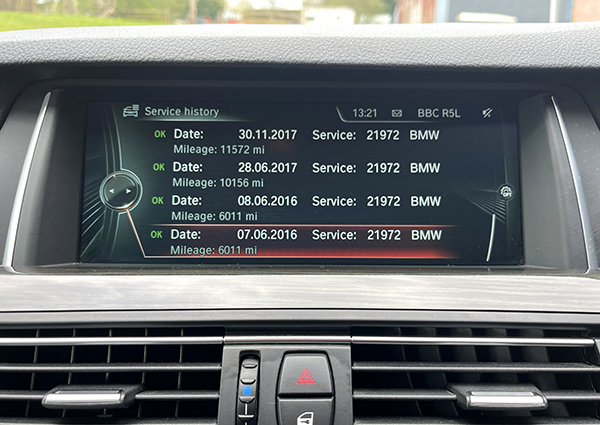 Service history 13:21 BBC R5L
OK Date: 30.11.2017 Service: 21972 BMW
Mileage: 11572 mi
OK Date: 28.06.2017 Service: 21972 BMW
Mileage: 10156 mi
OK Date: 08.06.2016 Service: 21972 BMW
Mileage: 6011 mi
OK Date: 07.06.2016 Service: 21972 BMW
Mileage: 6011 mi